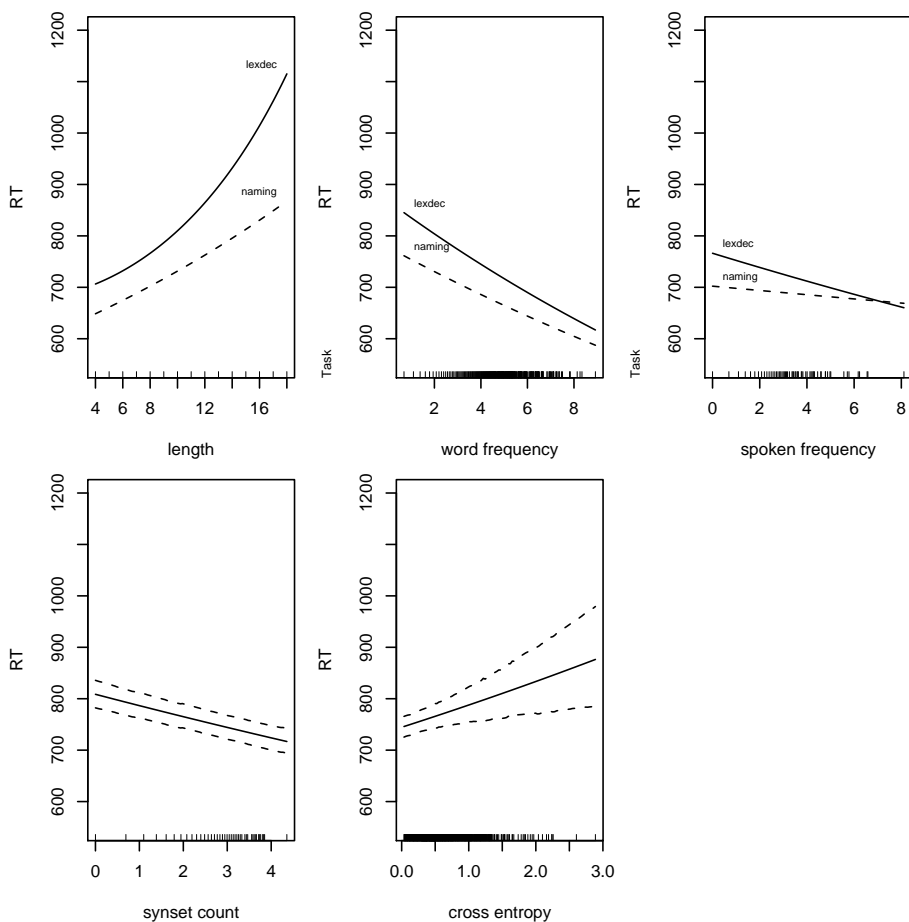 RT
1200
1000
900
800
700
600
lexdec
naming
4 6 8 12 16
length
RT
1200
1000
900
800
700
600
lexdec
naming
Task
2 4 6 8
word frequency
RT
1200
1000
900
800
700
600
lexdec
naming
Task
0 2 4 6 8
spoken frequency
RT
1200
1000
900
800
700
600
0 1 2 3 4
synset count
RT
1200
1000
900
800
700
600
0.0 1.0 2.0 3.0
cross entropy